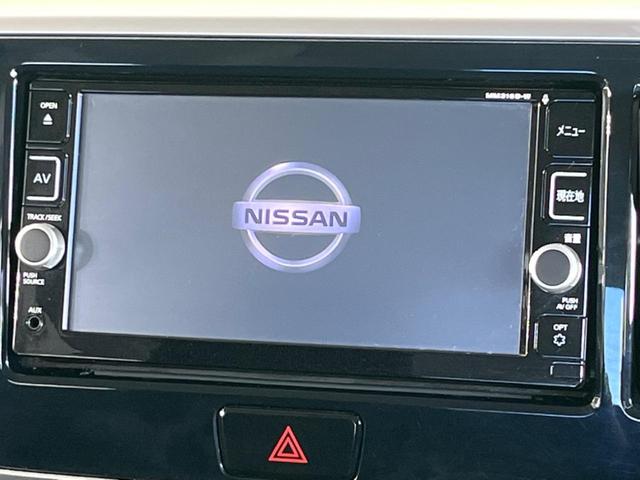 MM316D-W
OPEN
メニュー
AV
現在地
NISSAN
TRACK/SEEK
音量
PUSH
SOURCE
PUSH
AV OFF
AUX
OPT